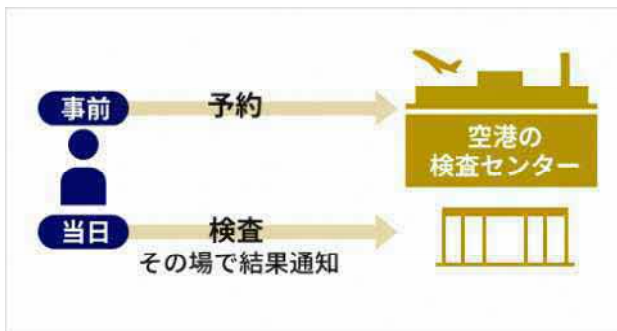 事前
予約
空港の
検査センター
当日
検査
その場で結果通知